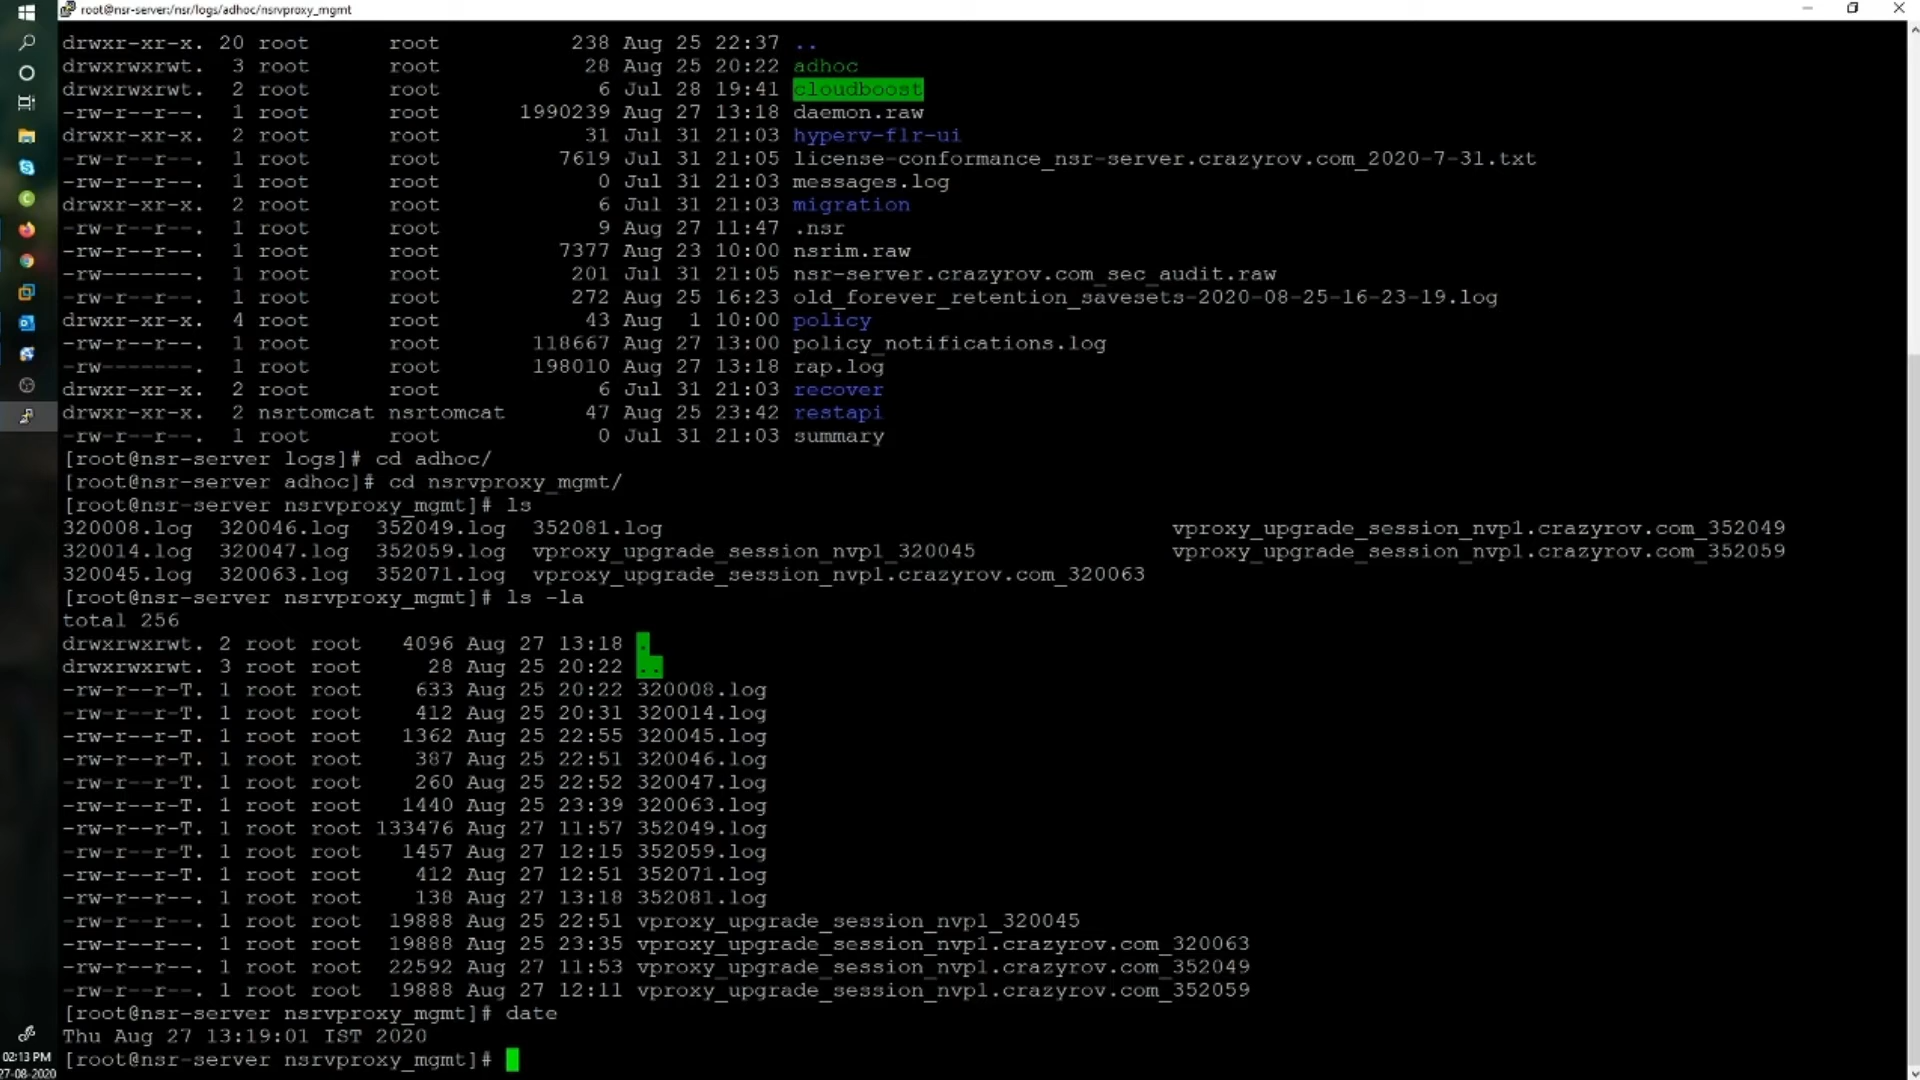 root@nsr-server:/nsr/logs/adhoc/nsrvproxy_mgmt
drwxr-xr-x. 20 root      root          238 Aug 25 22:37 ..
drwxrwxrwt.  3 root      root           28 Aug 25 20:22 adhoc
drwxrwxrwt.  2 root      root            6 Jul 28 19:41 cloudboost
-rw-r--r--.  1 root      root      1990239 Aug 27 13:18 daemon.raw
drwxr-xr-x.  2 root      root           31 Jul 31 21:03 hyperv-flr-ui
-rw-r--r--.  1 root      root         7619 Jul 31 21:05 license-conformance_nsr-server.crazyrov.com_2020-7-31.txt
-rw-r--r--.  1 root      root            0 Jul 31 21:03 messages.log
drwxr-xr-x.  2 root      root            6 Jul 31 21:03 migration
-rw-r--r--.  1 root      root            9 Aug 27 11:47 .nsr
-rw-r--r--.  1 root      root         7377 Aug 23 10:00 nsrim.raw
-rw-------.  1 root      root          201 Jul 31 21:05 nsr-server.crazyrov.com_sec_audit.raw
-rw-r--r--.  1 root      root          272 Aug 25 16:23 old_forever_retention_savesets-2020-08-25-16-23-19.log
drwxr-xr-x.  4 root      root           43 Aug  1 10:00 policy
-rw-r--r--.  1 root      root       118667 Aug 27 13:00 policy_notifications.log
-rw-------.  1 root      root       198010 Aug 27 13:18 rap.log
drwxr-xr-x.  2 root      root            6 Jul 31 21:03 recover
drwxr-xr-x.  2 nsrtomcat nsrtomcat      47 Aug 25 23:42 restapi
-rw-r--r--.  1 root      root            0 Jul 31 21:03 summary
[root@nsr-server logs]# cd adhoc/
[root@nsr-server adhoc]# cd nsrvproxy_mgmt/
[root@nsr-server nsrvproxy_mgmt]# ls
320008.log  320046.log  352049.log  352081.log                                       vproxy_upgrade_session_nvp1.crazyrov.com_352049
320014.log  320047.log  352059.log  vproxy_upgrade_session_nvp1_320045               vproxy_upgrade_session_nvp1.crazyrov.com_352059
320045.log  320063.log  352071.log  vproxy_upgrade_session_nvp1.crazyrov.com_320063
[root@nsr-server nsrvproxy_mgmt]# ls -la
total 256
drwxrwxrwt. 2 root root   4096 Aug 27 13:18 .
drwxrwxrwt. 3 root root     28 Aug 25 20:22 ..
-rw-r--r-T. 1 root root    633 Aug 25 20:22 320008.log
-rw-r--r-T. 1 root root    412 Aug 25 20:31 320014.log
-rw-r--r-T. 1 root root   1362 Aug 25 22:55 320045.log
-rw-r--r-T. 1 root root    387 Aug 25 22:51 320046.log
-rw-r--r-T. 1 root root    260 Aug 25 22:52 320047.log
-rw-r--r-T. 1 root root   1440 Aug 25 23:39 320063.log
-rw-r--r-T. 1 root root 133476 Aug 27 11:57 352049.log
-rw-r--r-T. 1 root root   1457 Aug 27 12:15 352059.log
-rw-r--r-T. 1 root root    412 Aug 27 12:51 352071.log
-rw-r--r--. 1 root root    138 Aug 27 13:18 352081.log
-rw-r--r--. 1 root root  19888 Aug 25 22:51 vproxy_upgrade_session_nvp1_320045
-rw-r--r--. 1 root root  19888 Aug 25 23:35 vproxy_upgrade_session_nvp1.crazyrov.com_320063
-rw-r--r--. 1 root root  22592 Aug 27 11:53 vproxy_upgrade_session_nvp1.crazyrov.com_352049
-rw-r--r--. 1 root root  19888 Aug 27 12:11 vproxy_upgrade_session_nvp1.crazyrov.com_352059
[root@nsr-server nsrvproxy_mgmt]# date
Thu Aug 27 13:19:01 IST 2020
[root@nsr-server nsrvproxy_mgmt]#
02:13 PM
27-08-2020